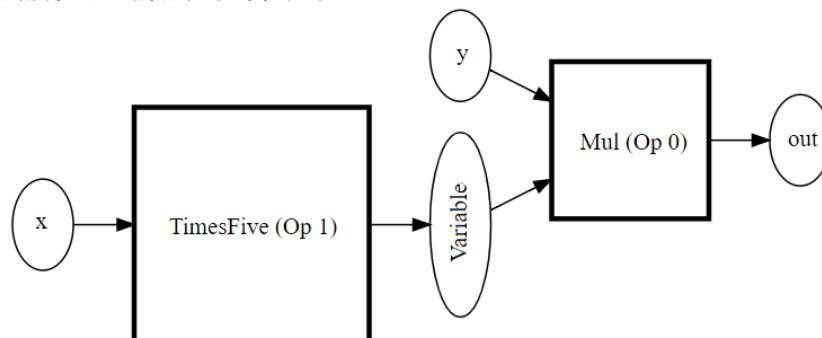 y
Mul (Op 0)
out
x
TimesFive (Op 1)
Variable